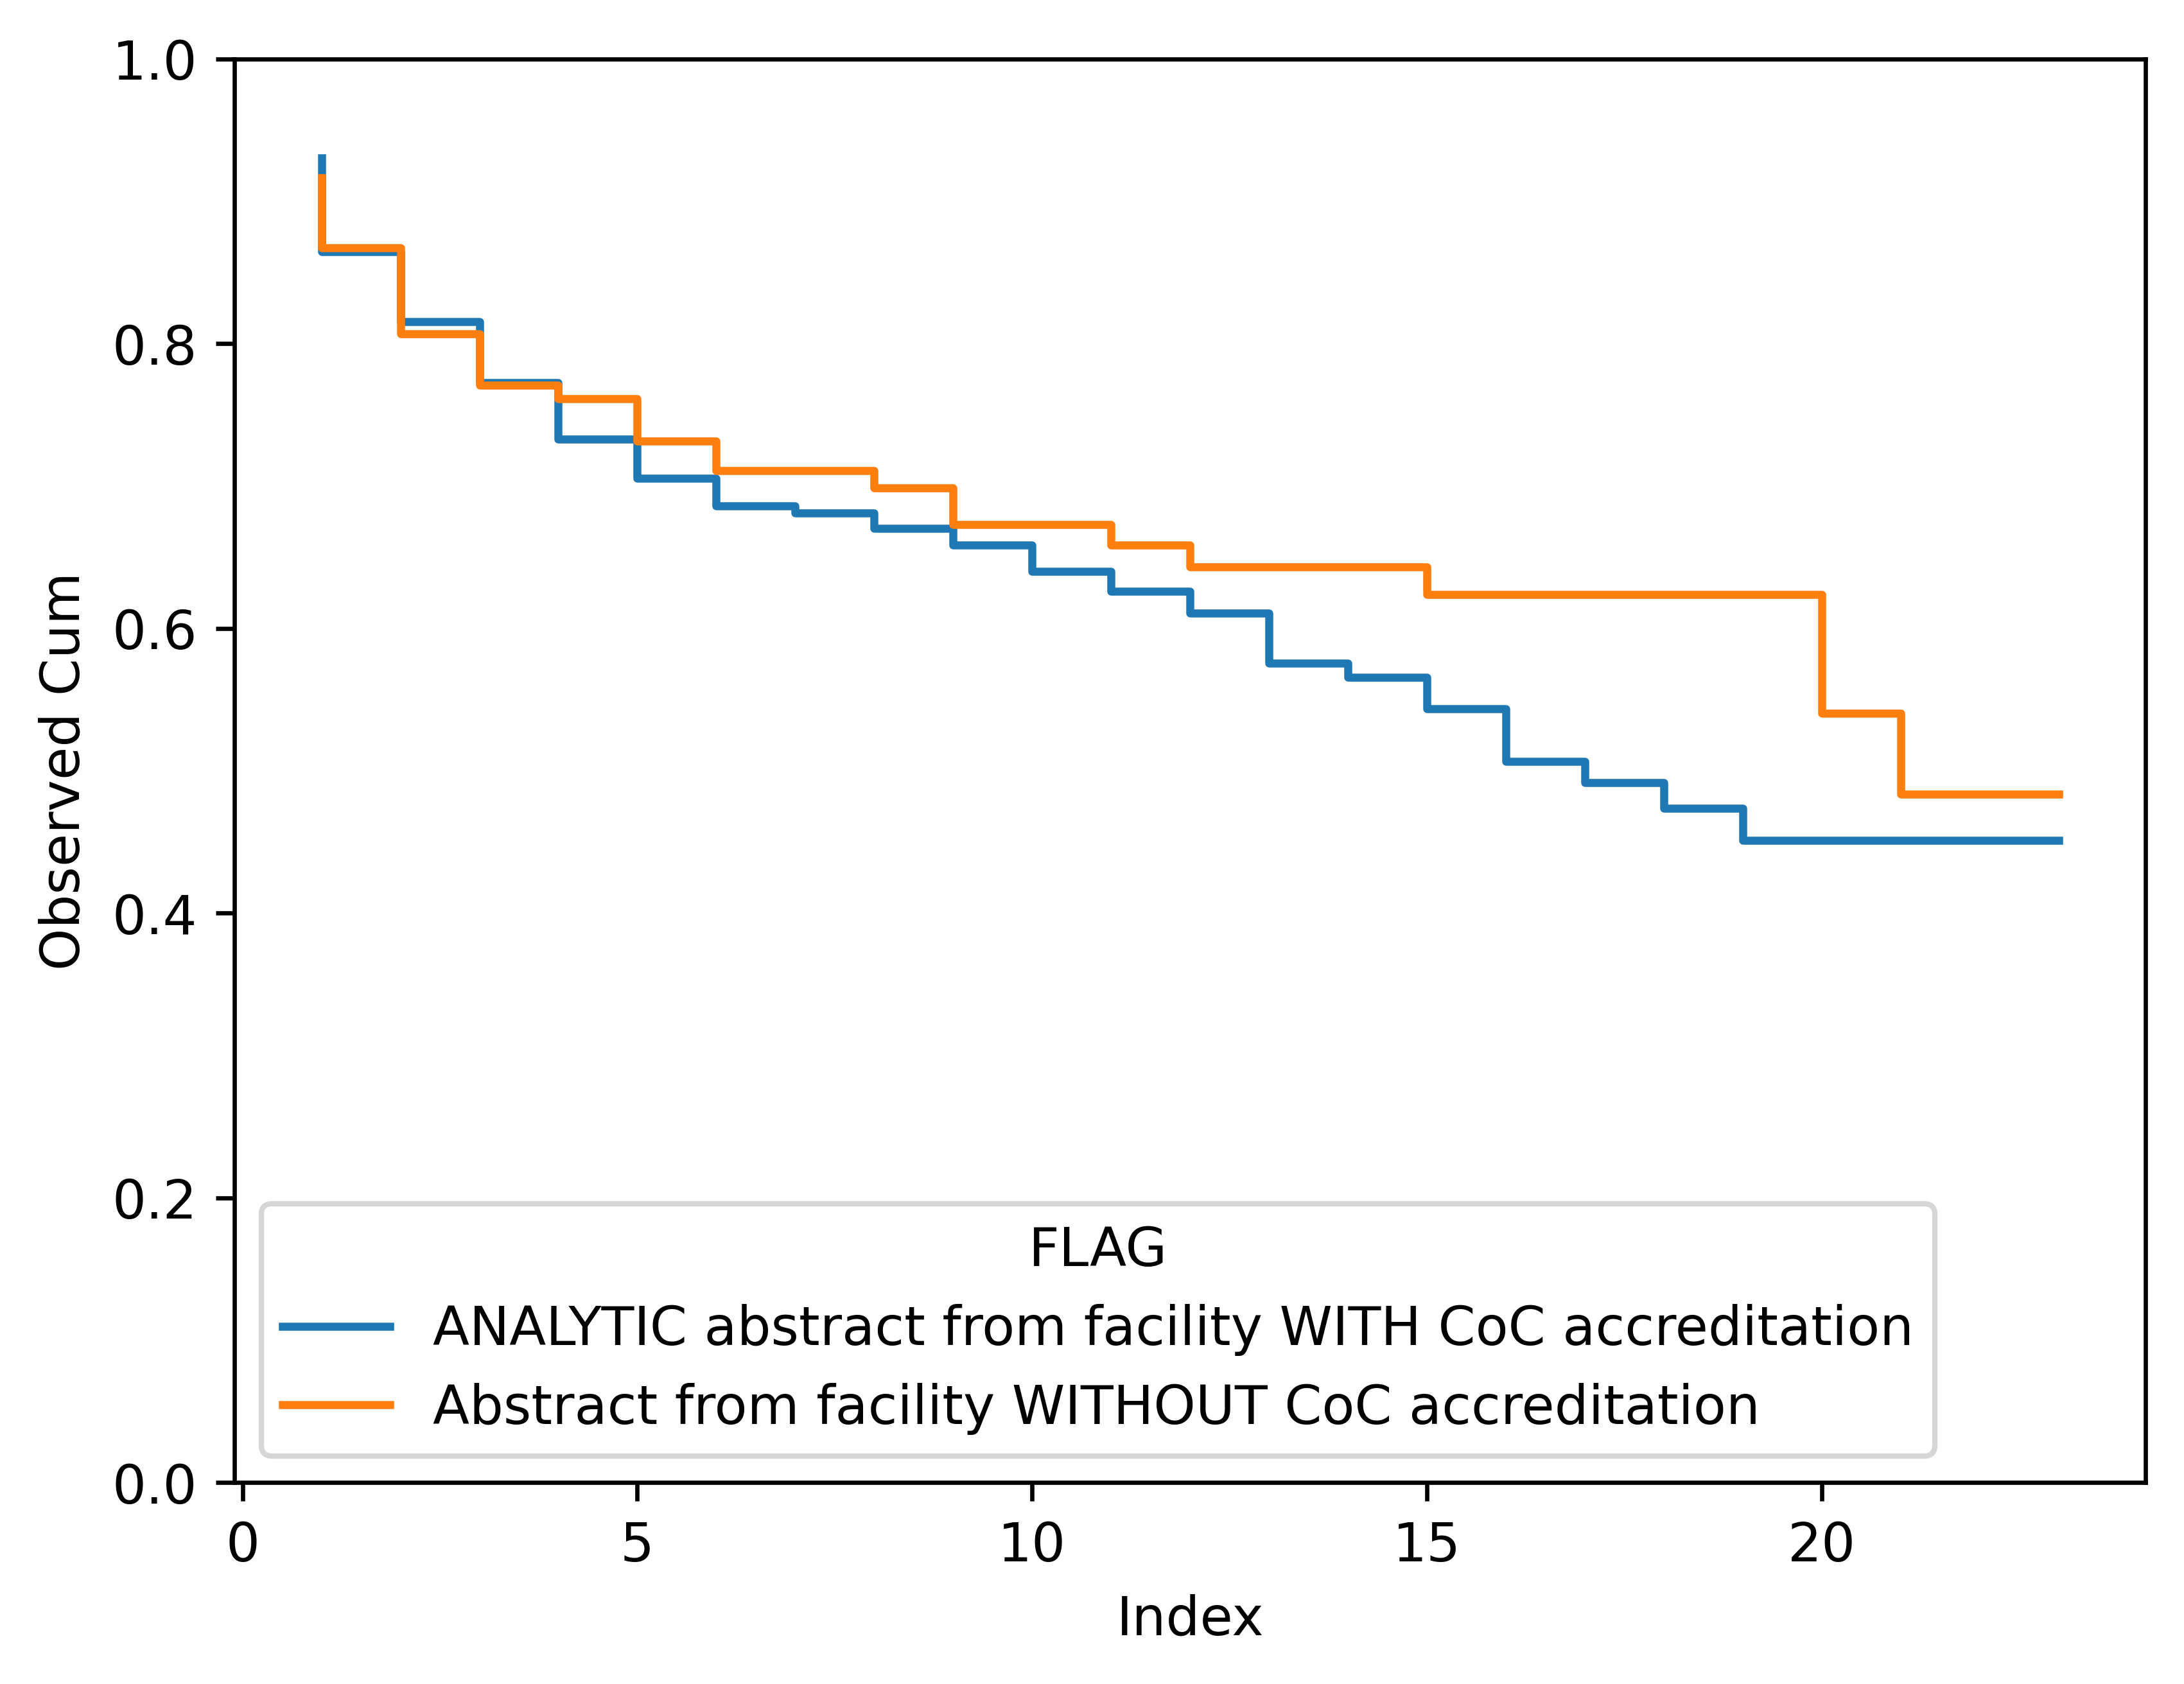 1.0
0.8
0.6
0.4
0.2
0.0
Observed Cum
FLAG
ANALYTIC abstract from facility WITH CoC accreditation
Abstract from facility WITHOUT CoC accreditation
0 5 10 15 20
Index